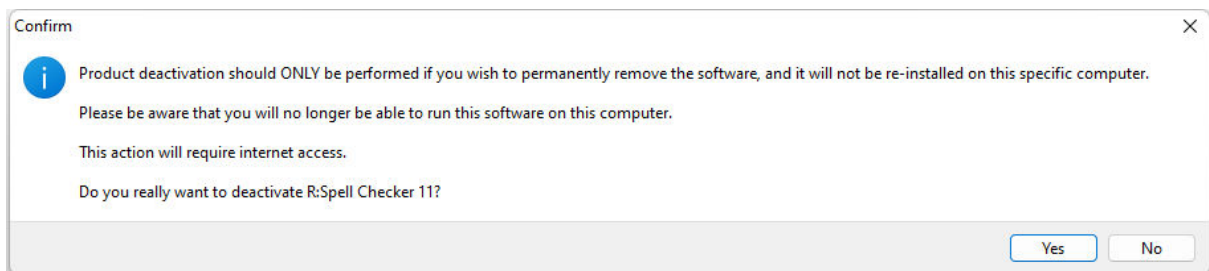 Confirm
Product deactivation should ONLY be performed if you wish to permanently remove the software, and it will not be re-installed on this specific computer.
Please be aware that you will no longer be able to run this software on this computer.
This action will require internet access.
Do you really want to deactivate R:Spell Checker 11?
Yes No